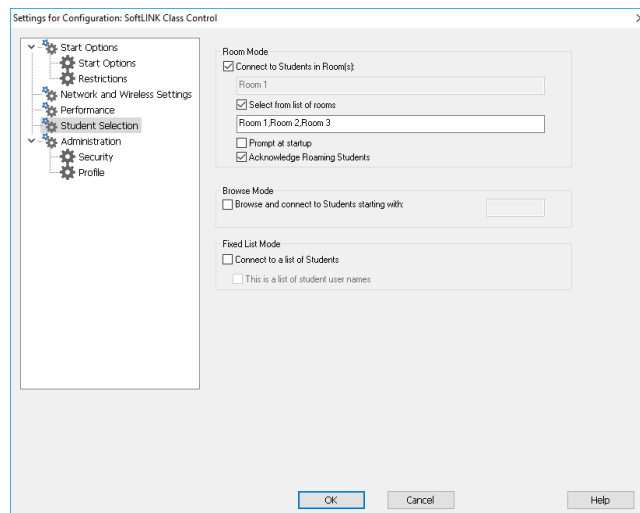 Settings for Configuration: SoftLINK Class Control
Start Options
Start Options
Restrictions
Network and Wireless Settings
Performance
Student Selection
Administration
Security
Profile
Room Mode
Connect to Students in Room(s):
Room 1
Select from list of rooms
Room 1,Room 2,Room 3
Prompt at startup
Acknowledge Roaming Students
Browse Mode
Browse and connect to Students starting with:
Fixed List Mode
Connect to a list of Students
This is a list of student user names
OK
Cancel
Help